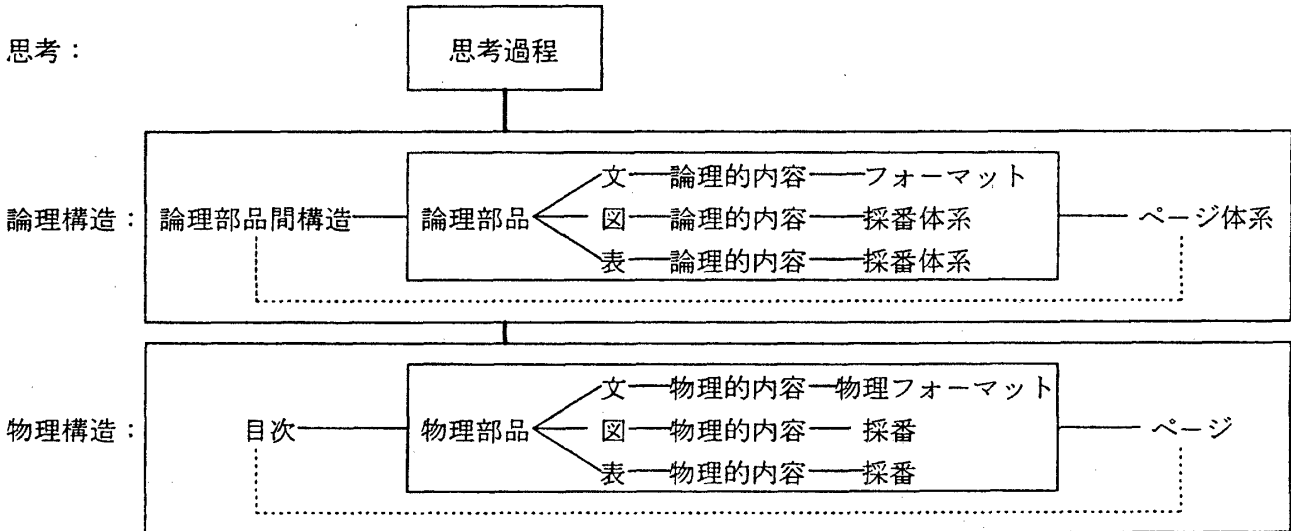 思考： 思考過程
文 論理的内容 フォーマット
論理構造： 論理部品間構造 論理部品 図 論理的内容 採番体系 ページ体系
表 論理的内容 採番体系
文 物理的内容 物理フォーマット
物理構造： 目次 物理部品 図 物理的内容 採番 ページ
表 物理的内容 採番